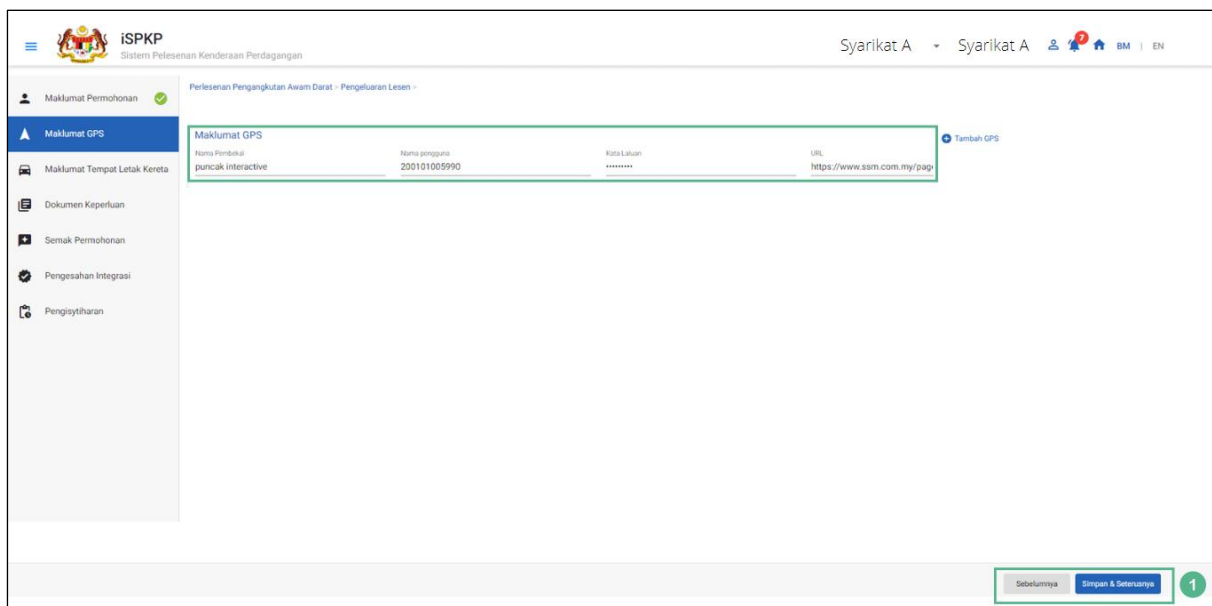 iSPKP
Sistem Pelesenan Kenderaan Perdagangan
Syarikat A Syarikat A 7 BM | EN
Maklumat Permohonan
Maklumat GPS
Maklumat Tempat Letak Kereta
Dokumen Keperluan
Semak Permohonan
Pengesahan Integrasi
Pengisytiharan
Perlesenan Pengangkutan Awam Darat > Pengeluaran Lesen >
Maklumat GPS
Tambah GPS
Nama Pembekal Nama pengguna Kata Laluan URL
puncak interactive 200101005990 ••••••••• https://www.ssm.com.my/page
Sebelumnya Simpan & Seterusnya 1